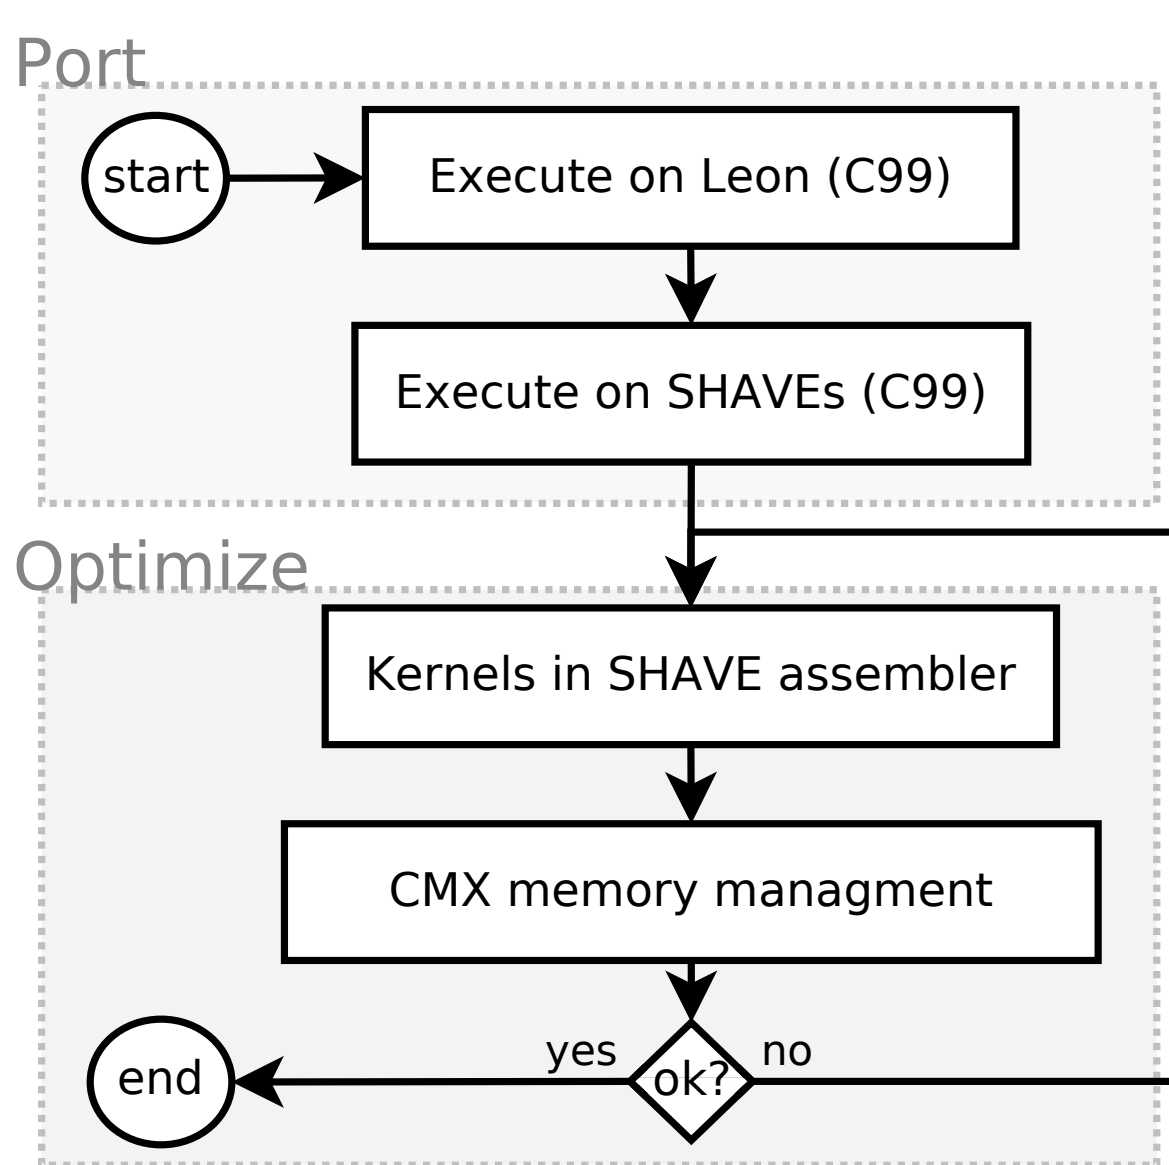 Port
start
Execute on Leon (C99)
Execute on SHAVEs (C99)
Optimize
Kernels in SHAVE assembler
CMX memory managment
yes
no
ok?
end